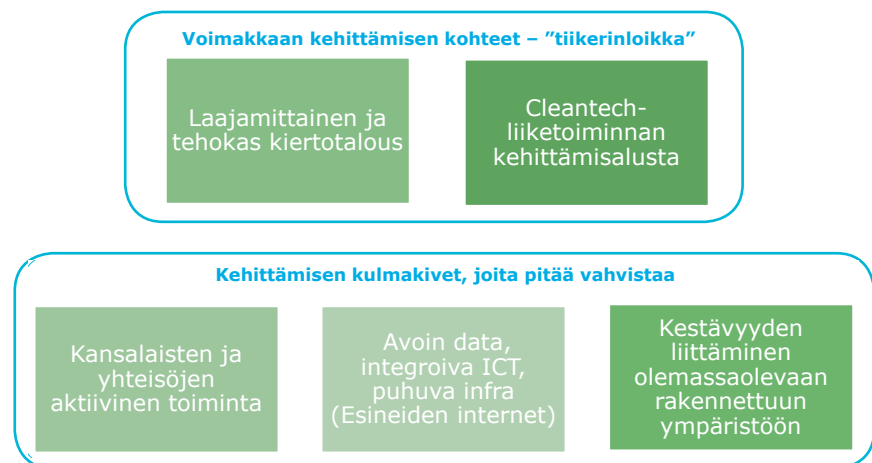 Voimakkaan kehittämisen kohteet – ”tiikerinloikka”
Laajamittainen ja
tehokas kiertotalous
Cleantech-
liiketoiminnan
kehittämisalusta
Kehittämisen kulmakivet, joita pitää vahvistaa
Kansalaisten ja
yhteisöjen
aktiivinen toiminta
Avoin data,
integroiva ICT,
puhuva infra
(Esineiden internet)
Kestävyyden
liittäminen
olemassaolevaan
rakennettuun
ympäristöön